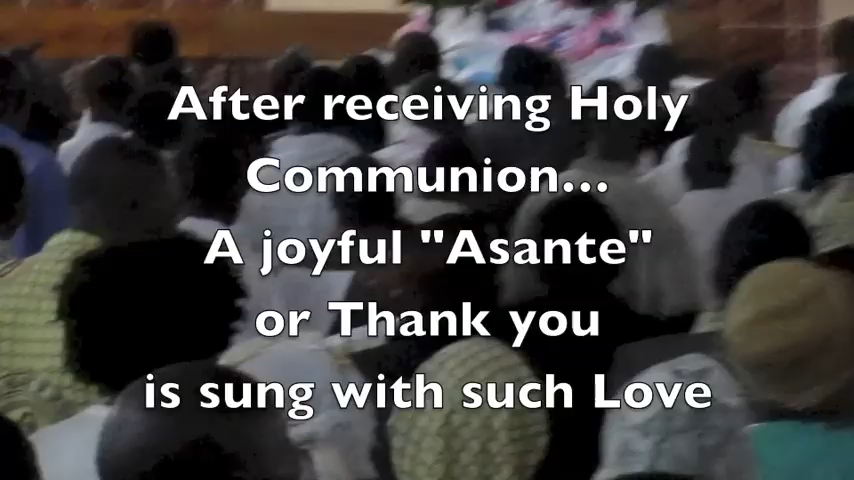 After receiving Holy
Communion...
A joyful "Asante"
or Thank you
is sung with such Love